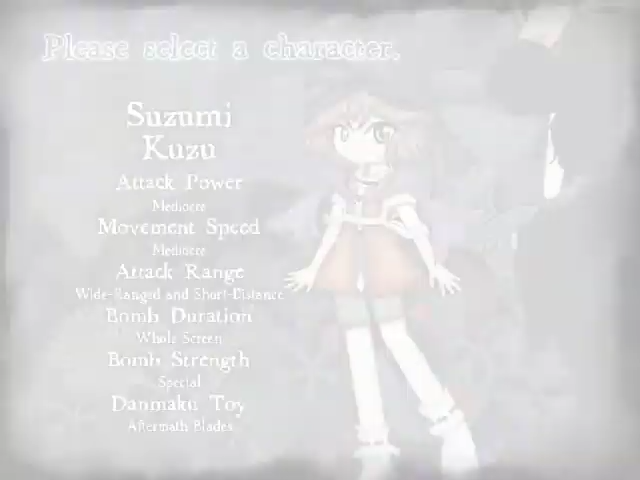 Please select a character.
Suzumi
Kuzu
Attack Power
Mediocre
Movement Speed
Mediocre
Attack Range
Wide-Ranged and Short-Distance
Bomb Duration
Whole Screen
Bomb Strength
Special
Danmaku Toy
Aftermath Blades